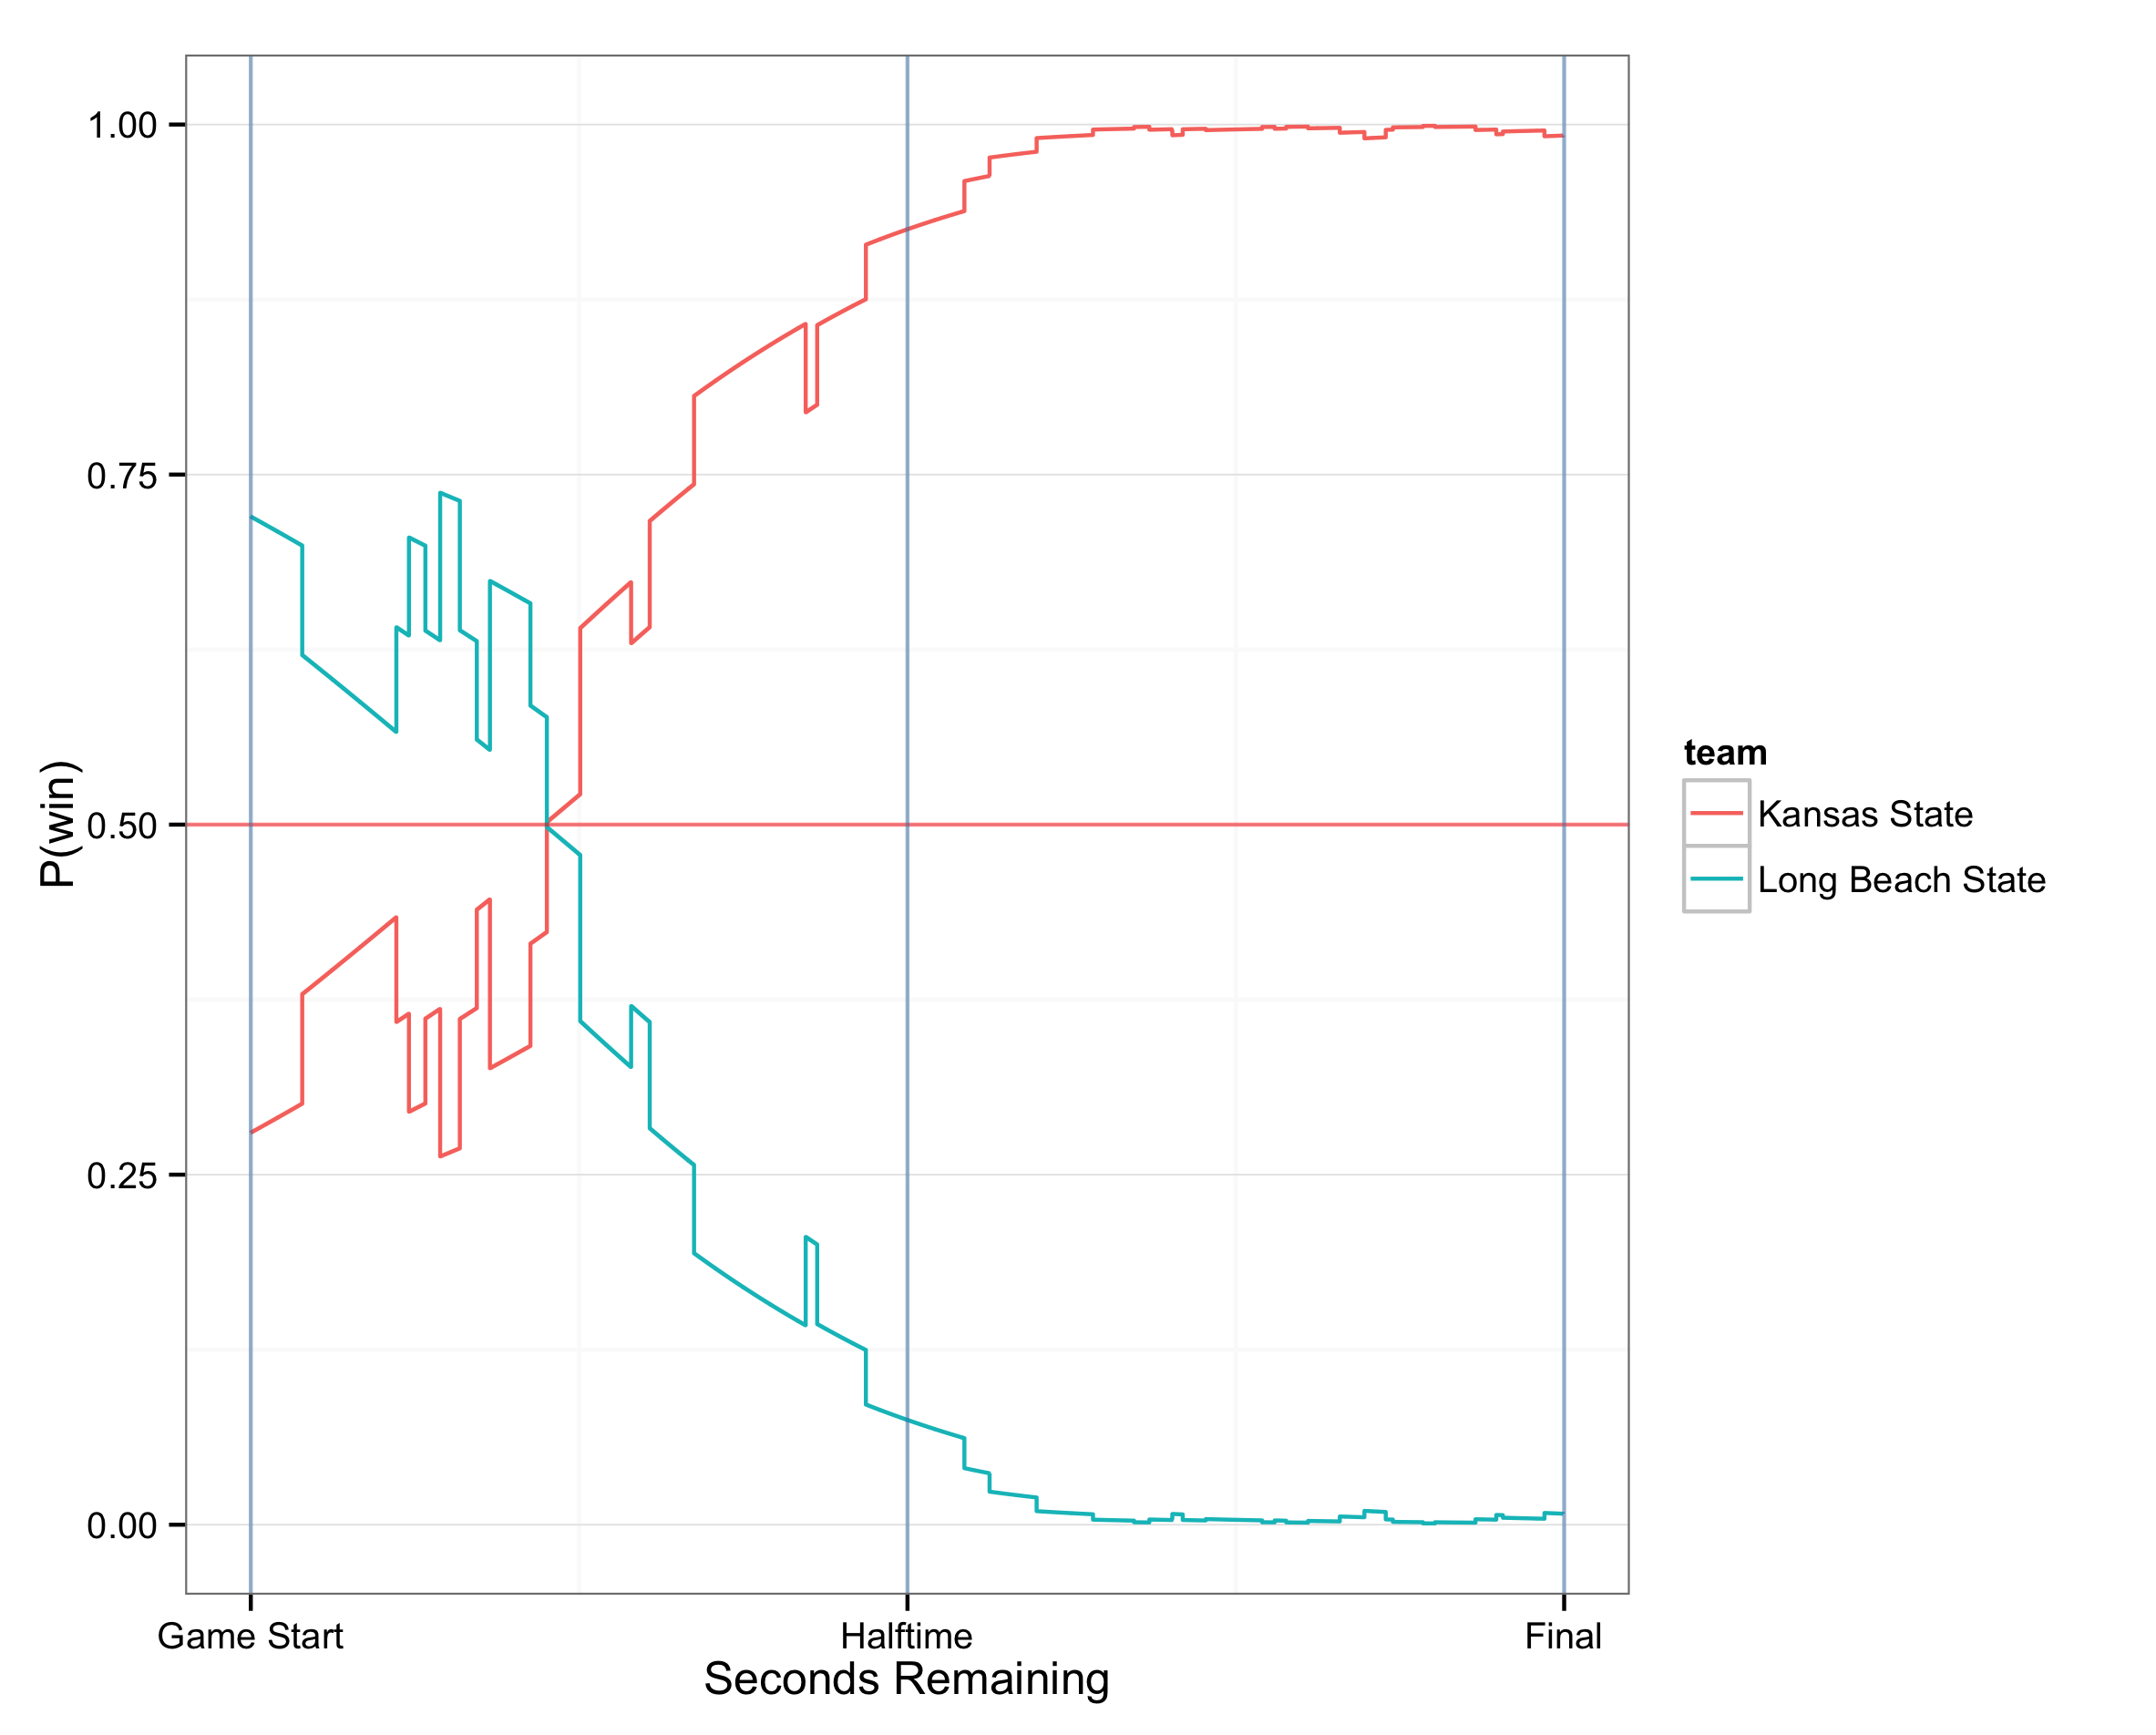 1.00
0.75
0.50
0.25
0.00
P(win)
Game Start
Halftime
Final
Seconds Remaining
team
Kansas State
Long Beach State